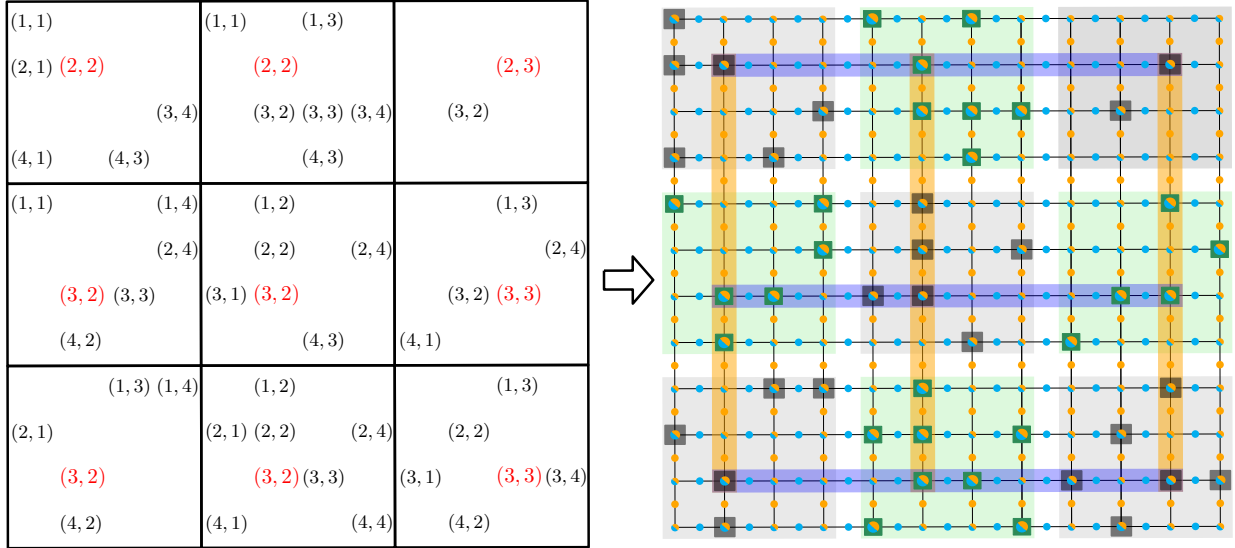 (1, 1) (1, 1) (1, 3)
(2, 1) (2, 2) (2, 2) (2, 3)
(3, 4) (3, 2) (3, 3) (3, 4) (3, 2)
(4, 1) (4, 3) (4, 3)
(1, 1) (1, 4) (1, 2) (1, 3)
(2, 4) (2, 2) (2, 4) (2, 4)
(3, 2) (3, 3) (3, 1) (3, 2) (3, 2) (3, 3)
(4, 2) (4, 3) (4, 1)
(1, 3) (1, 4) (1, 2) (1, 3)
(2, 1) (2, 1) (2, 2) (2, 4) (2, 2)
(3, 2) (3, 2) (3, 3) (3, 1) (3, 3) (3, 4)
(4, 2) (4, 1) (4, 4) (4, 2)